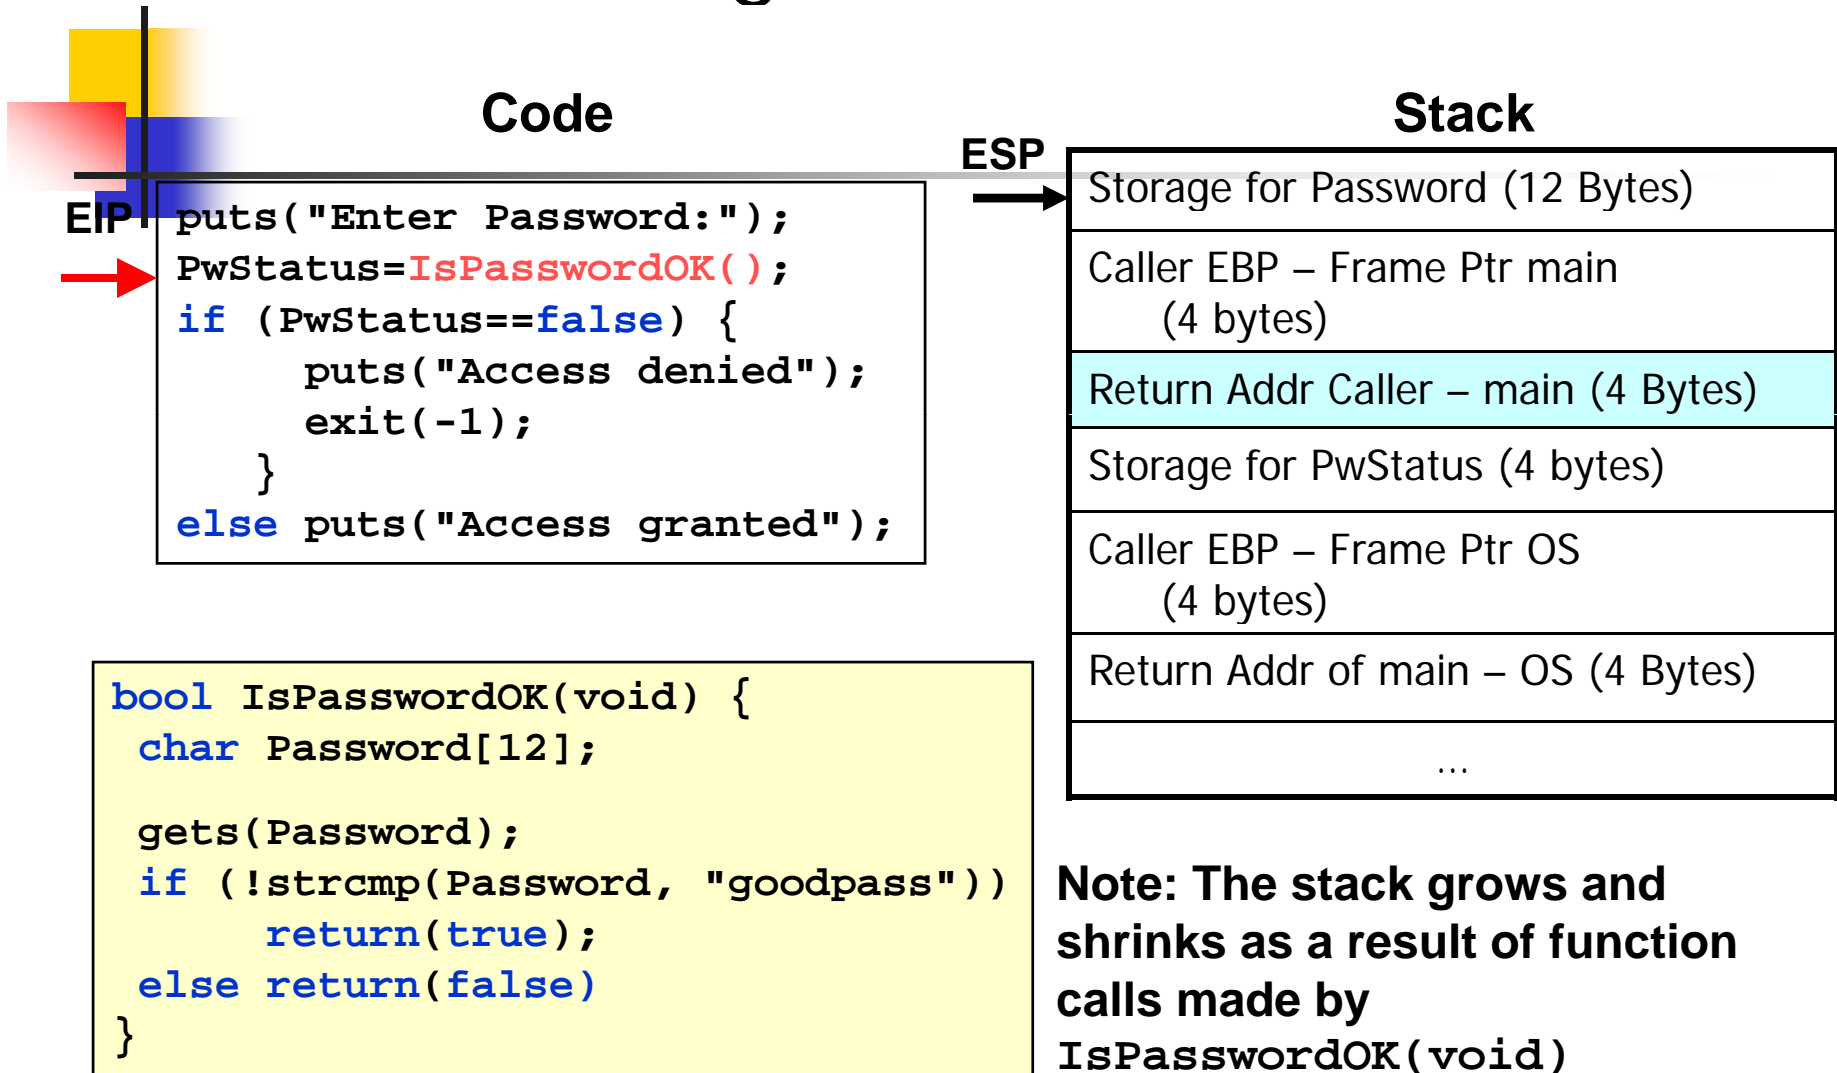 Code
EIP
puts("Enter Password:");
PwStatus=IsPasswordOK();
if (PwStatus==false) {
puts("Access denied");
exit(-1);
}
else puts("Access granted");
bool IsPasswordOK(void) {
char Password[12];
gets(Password);
if (!strcmp(Password, "goodpass"))
return(true);
else return(false)
}
Stack
ESP
Storage for Password (12 Bytes)
Caller EBP – Frame Ptr main
(4 bytes)
Return Addr Caller – main (4 Bytes)
Storage for PwStatus (4 bytes)
Caller EBP – Frame Ptr OS
(4 bytes)
Return Addr of main – OS (4 Bytes)
…
Note: The stack grows and
shrinks as a result of function
calls made by
IsPasswordOK(void)